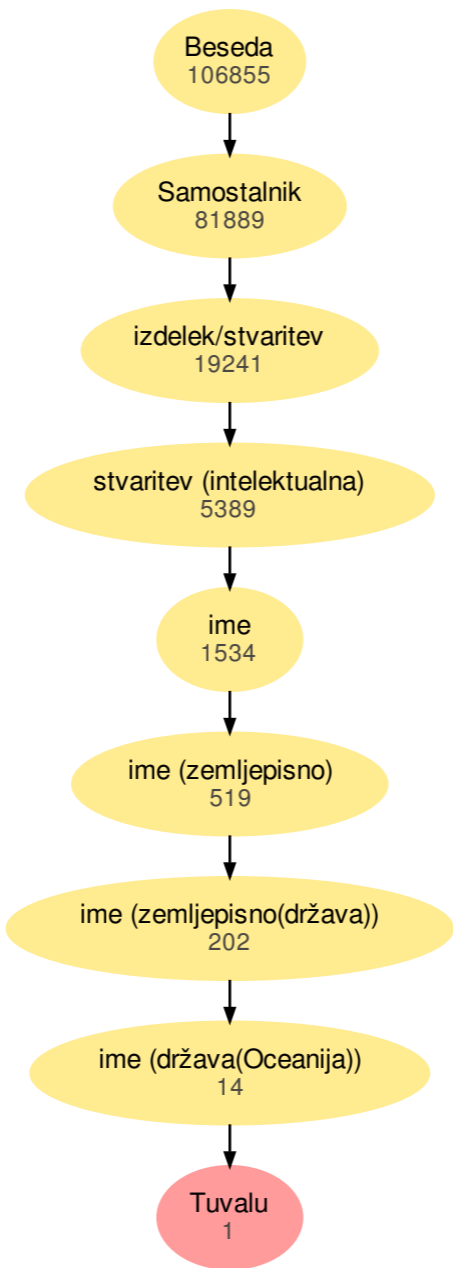 Beseda
106855
Samostalnik
81889
izdelek/stvaritev
19241
stvaritev (intelektualna)
5389
ime
1534
ime (zemljepisno)
519
ime (zemljepisno(država))
202
ime (država(Oceanija))
14
Tuvalu
1